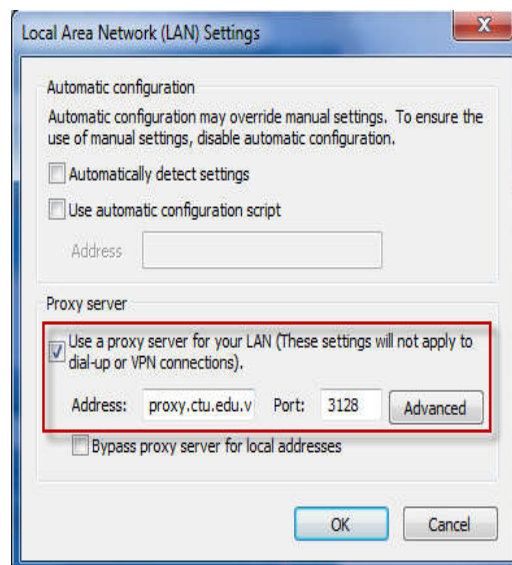 Local Area Network (LAN) Settings
Automatic configuration
Automatic configuration may override manual settings. To ensure the
use of manual settings, disable automatic configuration.
Automatically detect settings
Use automatic configuration script
Address
Proxy server
Use a proxy server for your LAN (These settings will not apply to
dial-up or VPN connections).
Address: proxy.ctu.edu.v Port: 3128 Advanced
Bypass proxy server for local addresses
OK Cancel